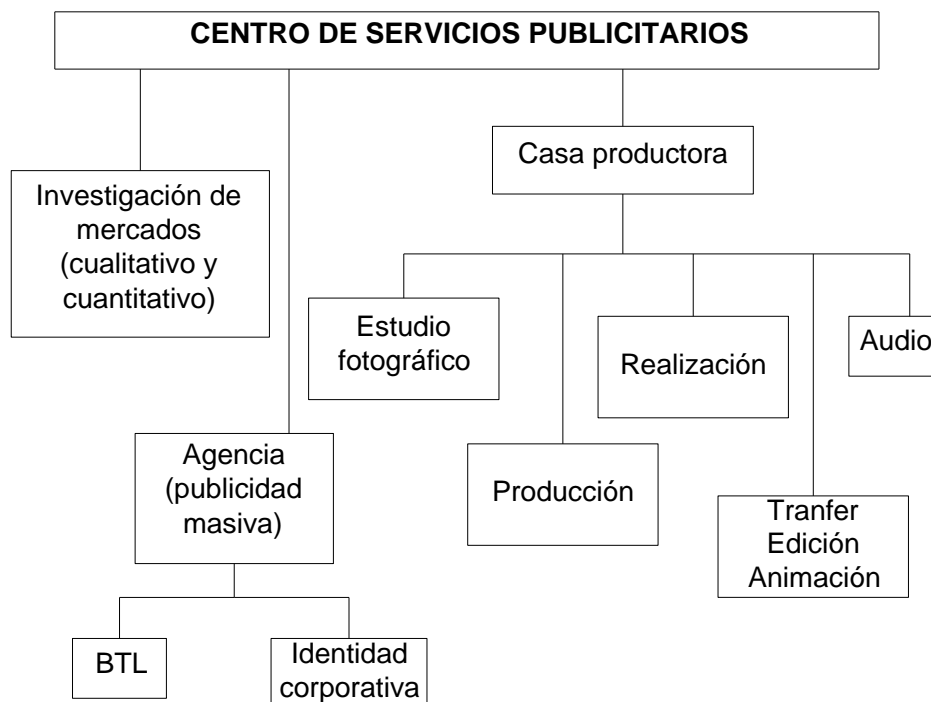 CENTRO DE SERVICIOS PUBLICITARIOS
Casa productora
Investigación de
mercados
(cualitativo y
cuantitativo)
Estudio
fotográfico
Realización
Audio
Agencia
(publicidad
masiva)
Producción
Tranfer
Edición
Animación
BTL
Identidad
corporativa